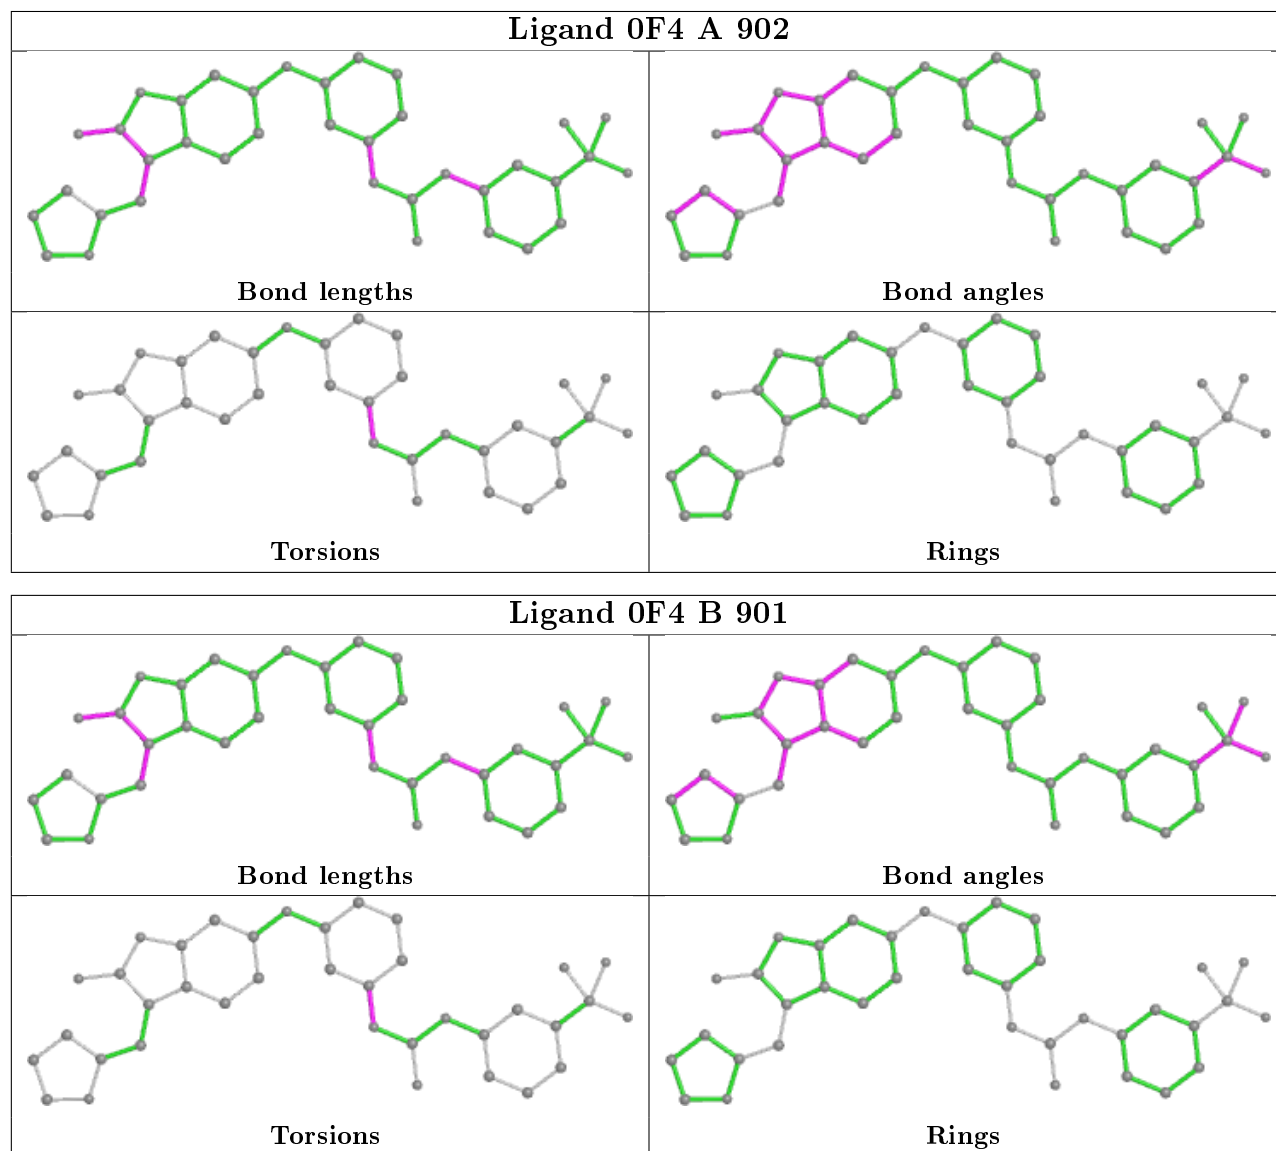 Ligand 0F4 A 902
Bond lengths
Bond angles
Torsions
Rings
Ligand 0F4 B 901
Bond lengths
Bond angles
Torsions
Rings